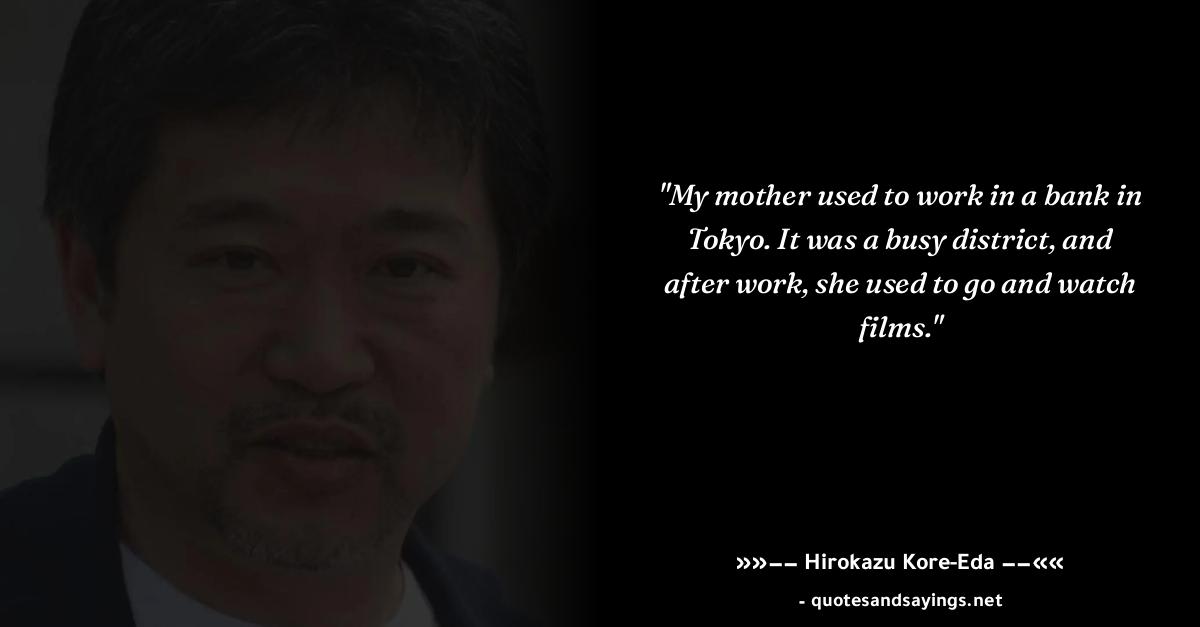 "My mother used to work in a bank in
Tokyo. It was a busy district, and
after work, she used to go and watch
films."
»»−− Hirokazu Kore-Eda −−««
- quotesandsayings.net